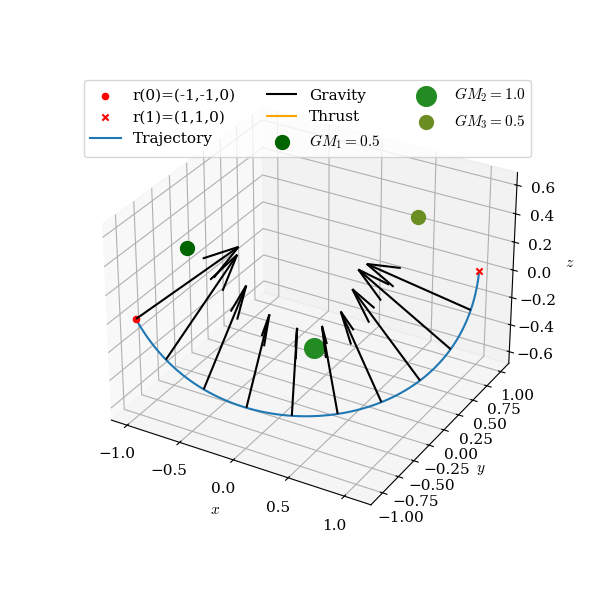 r(0)=(-1,-1,0)
r(1)=(1,1,0)
Trajectory
Gravity
Thrust
GM₁ = 0.5
GM₂ = 1.0
GM₃ = 0.5
0.6
0.4
0.2
0.0
−0.2
−0.4
−0.6
z
1.00
0.75
0.50
0.25
0.00
−0.25
−0.50
−0.75
−1.00
y
−1.0
−0.5
0.0
0.5
1.0
x